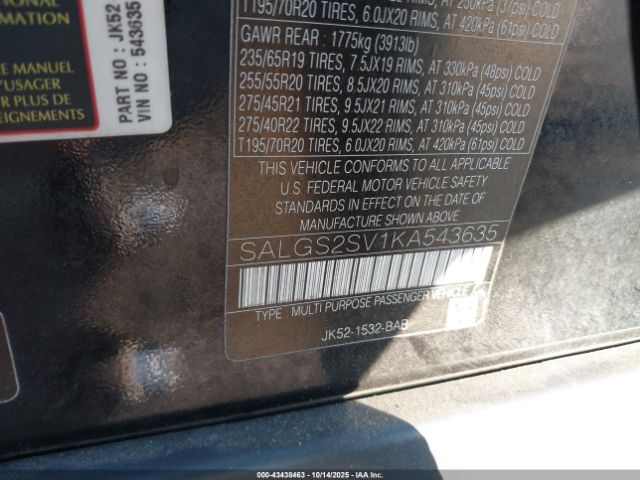 ONAL
E MANUEL
'USAGER
OR PLUS DE
EIGNEMENTS
PART NO : JK52
VIN NO : 543635
T195/70R20 TIRES, 6.0JX20 RIMS, AT 420kPa (61psi) COLD
GAWR REAR : 1775kg (3913lb)
235/65R19 TIRES, 7.5JX19 RIMS, AT 330kPa (48psi) COLD
255/55R20 TIRES, 8.5JX20 RIMS, AT 310kPa (45psi) COLD
275/45R21 TIRES, 9.5JX21 RIMS, AT 310kPa (45psi) COLD
275/40R22 TIRES, 9.5JX22 RIMS, AT 310kPa (45psi) COLD
T195/70R20 TIRES, 6.0JX20 RIMS, AT 420kPa (61psi) COLD
THIS VEHICLE CONFORMS TO ALL APPLICABLE
U.S. FEDERAL MOTOR VEHICLE SAFETY
STANDARDS IN EFFECT ON THE DATE OF
MANUFACTURE SHOWN ABOVE.
SALGS2SV1KA543635
TYPE MULTI PURPOSE PASSENGER VEHICLE
JK52-1532-BAB
000-43438463 - 10/14/2025 - IAAI.COM